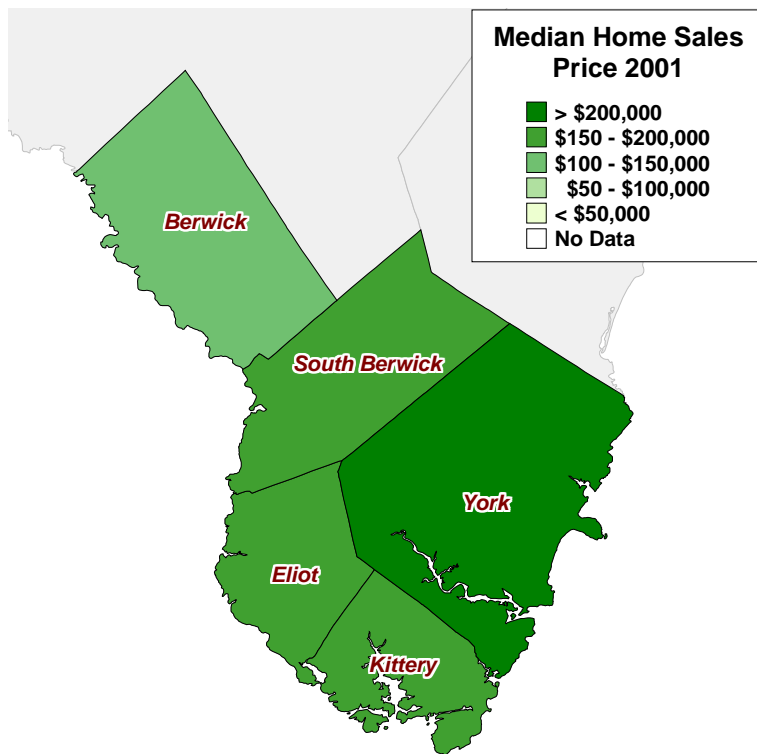 Median Home Sales
Price 2001
> $200,000
$150 - $200,000
$100 - $150,000
$50 - $100,000
< $50,000
No Data
Berwick
South Berwick
York
Eliot
Kittery